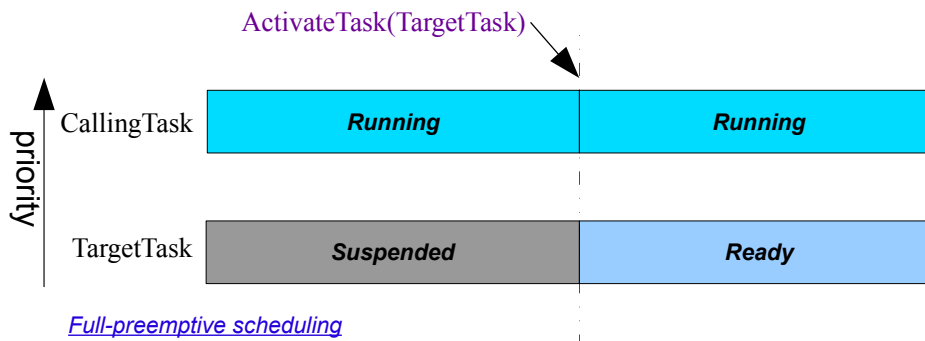 ActivateTask(TargetTask)
priority
CallingTask
Running
Running
TargetTask
Suspended
Ready
Full-preemptive scheduling